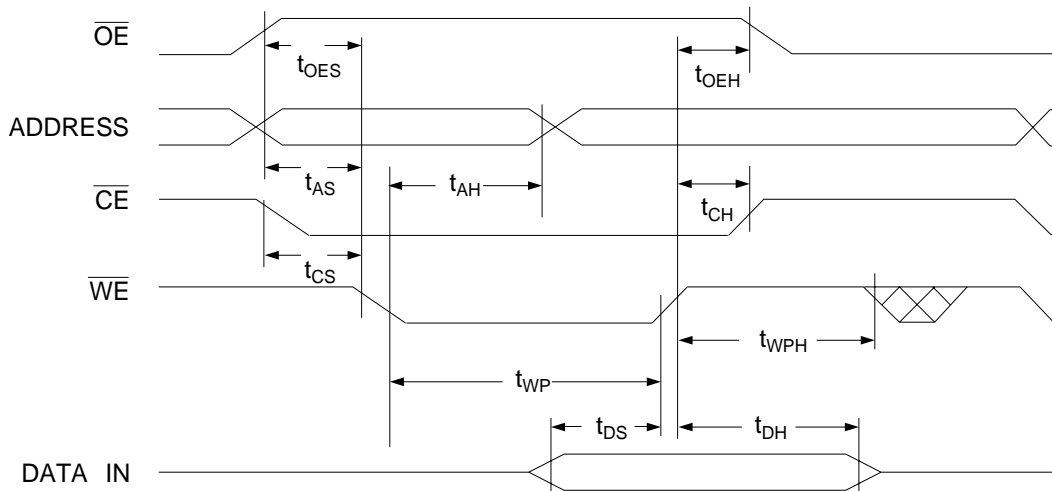 OE
tOES
tOEH
ADDRESS
tAS
tAH
CE
tCH
tCS
WE
tWPH
tWP
tDS
tDH
DATA IN